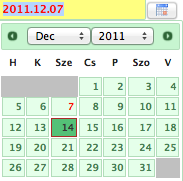 2011.12.07
Dec 2011
H K Sze Cs P Szo V
1 2 3 4
5 6 7 8 9 10 11
12 13 14 15 16 17 18
19 20 21 22 23 24 25
26 27 28 29 30 31